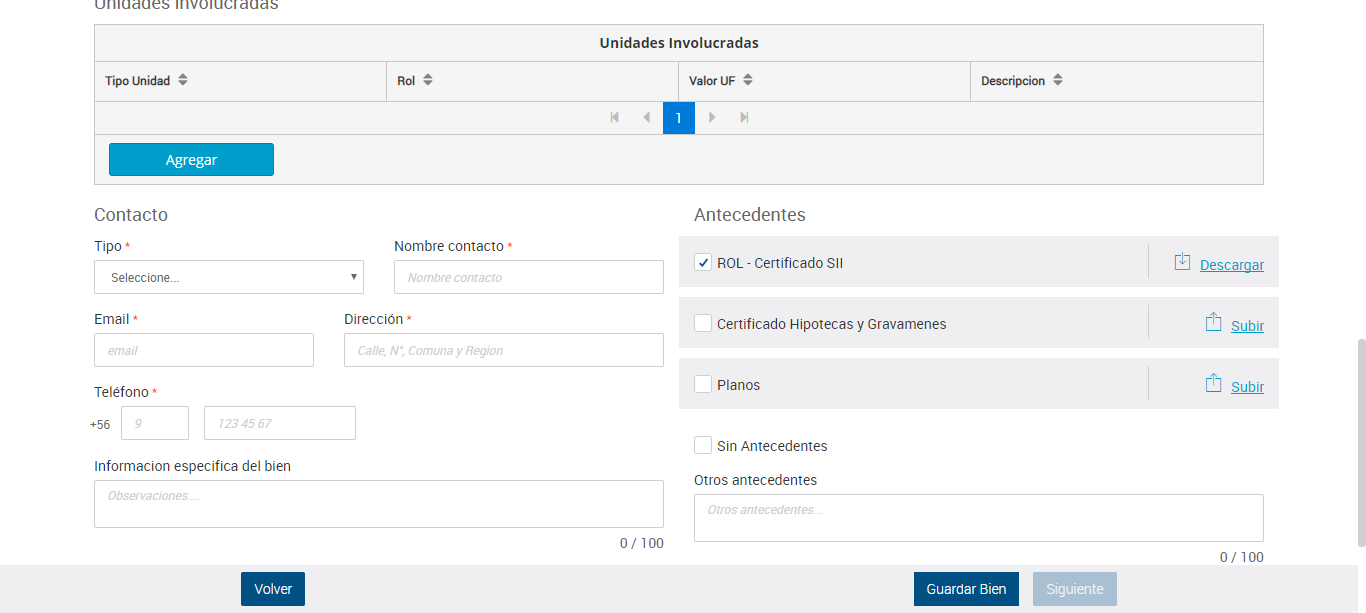 Unidades Involucradas
Unidades Involucradas
Tipo Unidad Rol Valor UF Descripcion
1
Agregar
Contacto
Tipo * Nombre contacto *
Seleccione... Nombre contacto
Email * Dirección *
email Calle, N°, Comuna y Region
Teléfono *
+56 9 123 45 67
Informacion especifica del bien
Observaciones....
0 / 100
Antecedentes
ROL - Certificado SII Descargar
Certificado Hipotecas y Gravamenes Subir
Planos Subir
Sin Antecedentes
Otros antecedentes
Otros antecedentes...
0 / 100
Volver Guardar Bien Siguiente